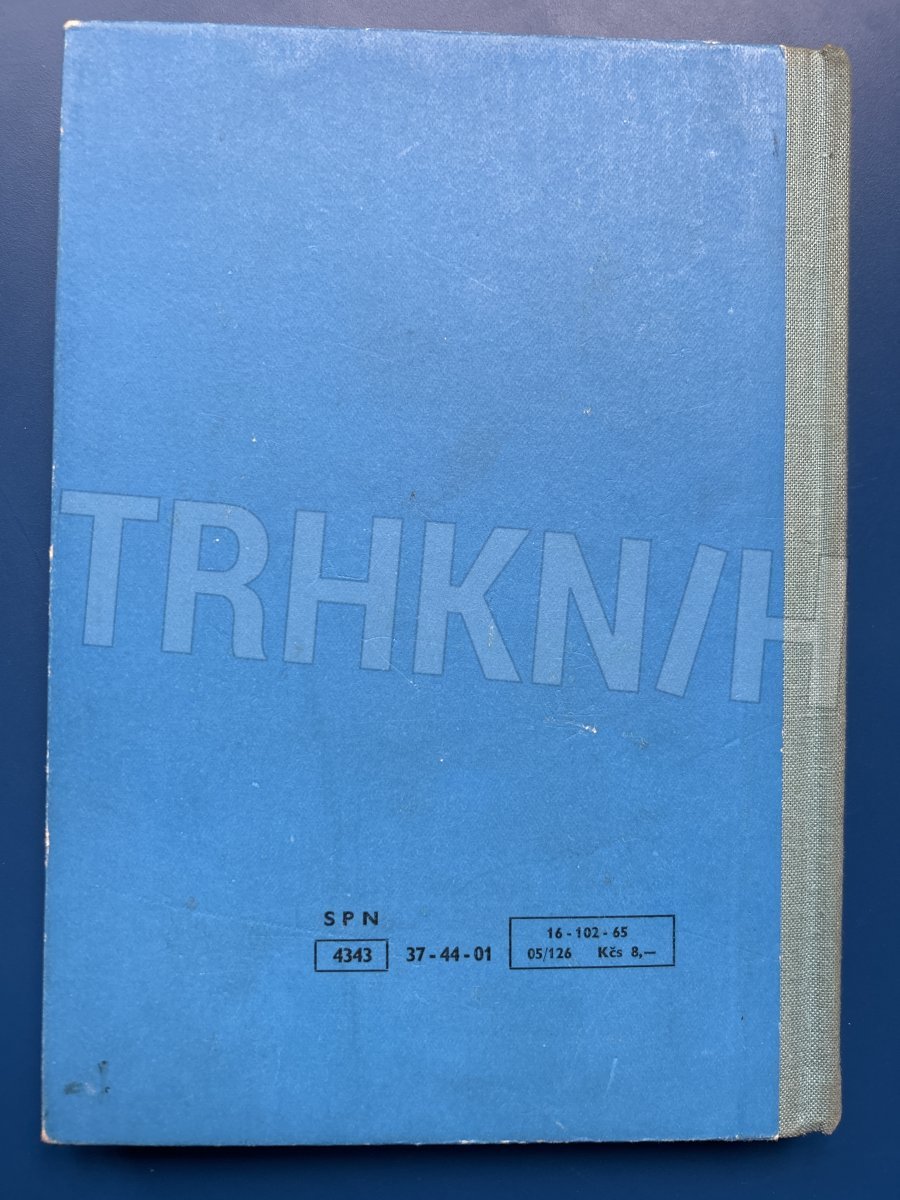 TRHKNIH
SPN
4343 37-44-01
16-102-65
05/126 Kčs 8,—